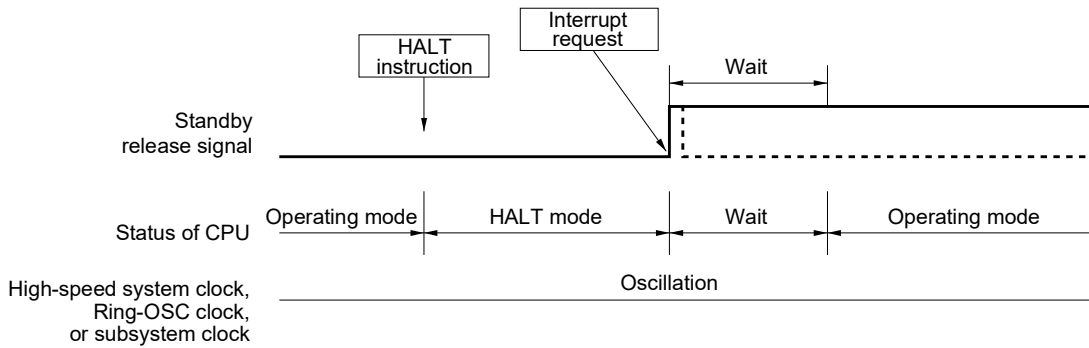 Interrupt
request
HALT
instruction
Wait
Standby
release signal
Operating mode
HALT mode
Wait
Operating mode
Status of CPU
Oscillation
High-speed system clock,
Ring-OSC clock,
or subsystem clock